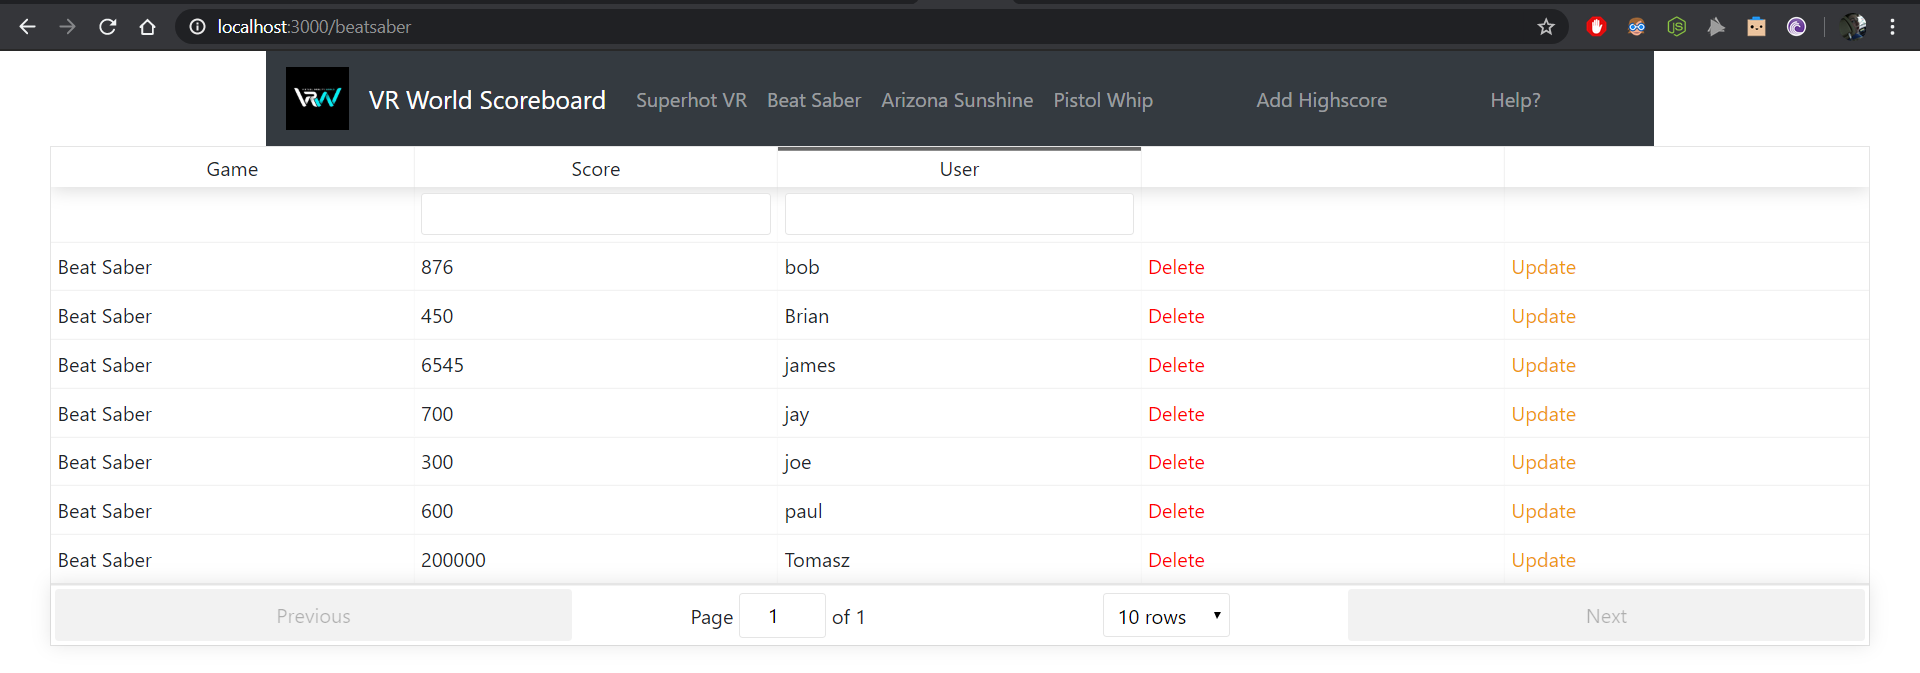 localhost:3000/beatsaber
VRW VR World Scoreboard Superhot VR Beat Saber Arizona Sunshine Pistol Whip Add Highscore Help?
Game Score User
Beat Saber 876 bob Delete Update
Beat Saber 450 Brian Delete Update
Beat Saber 6545 james Delete Update
Beat Saber 700 jay Delete Update
Beat Saber 300 joe Delete Update
Beat Saber 600 paul Delete Update
Beat Saber 200000 Tomasz Delete Update
Previous Page 1 of 1 10 rows Next